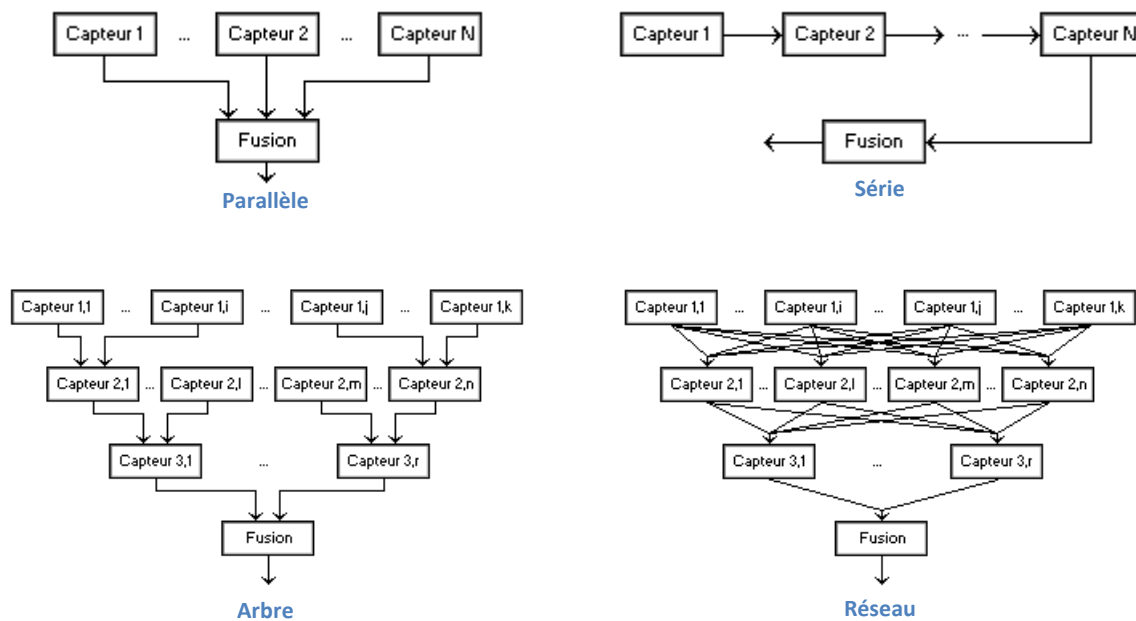 Capteur 1 ... Capteur 2 ... Capteur N
Fusion
Parallèle
Capteur 1 Capteur 2 ... Capteur N
Fusion
Série
Capteur 1,1 ... Capteur 1,i ... Capteur 1,j ... Capteur 1,k
Capteur 2,1 ... Capteur 2,l ... Capteur 2,m ... Capteur 2,n
Capteur 3,1 ... Capteur 3,r
Fusion
Arbre
Capteur 1,1 ... Capteur 1,i ... Capteur 1,j ... Capteur 1,k
Capteur 2,1 ... Capteur 2,l ... Capteur 2,m ... Capteur 2,n
Capteur 3,1 ... Capteur 3,r
Fusion
Réseau